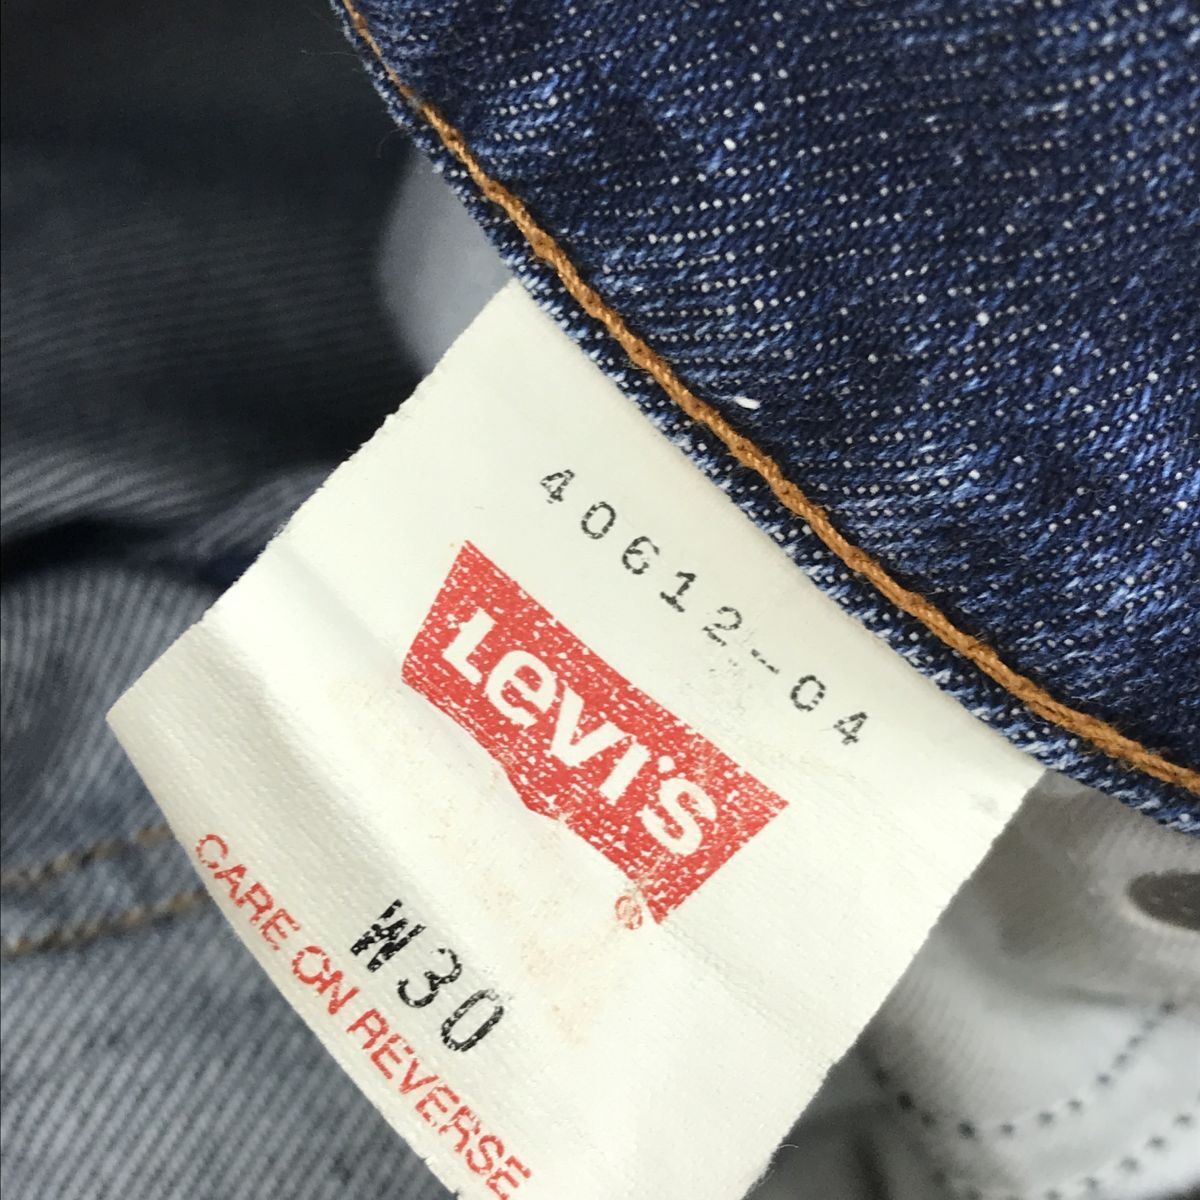 40612-04
Levi's
®
W30
CARE ON REVERSE